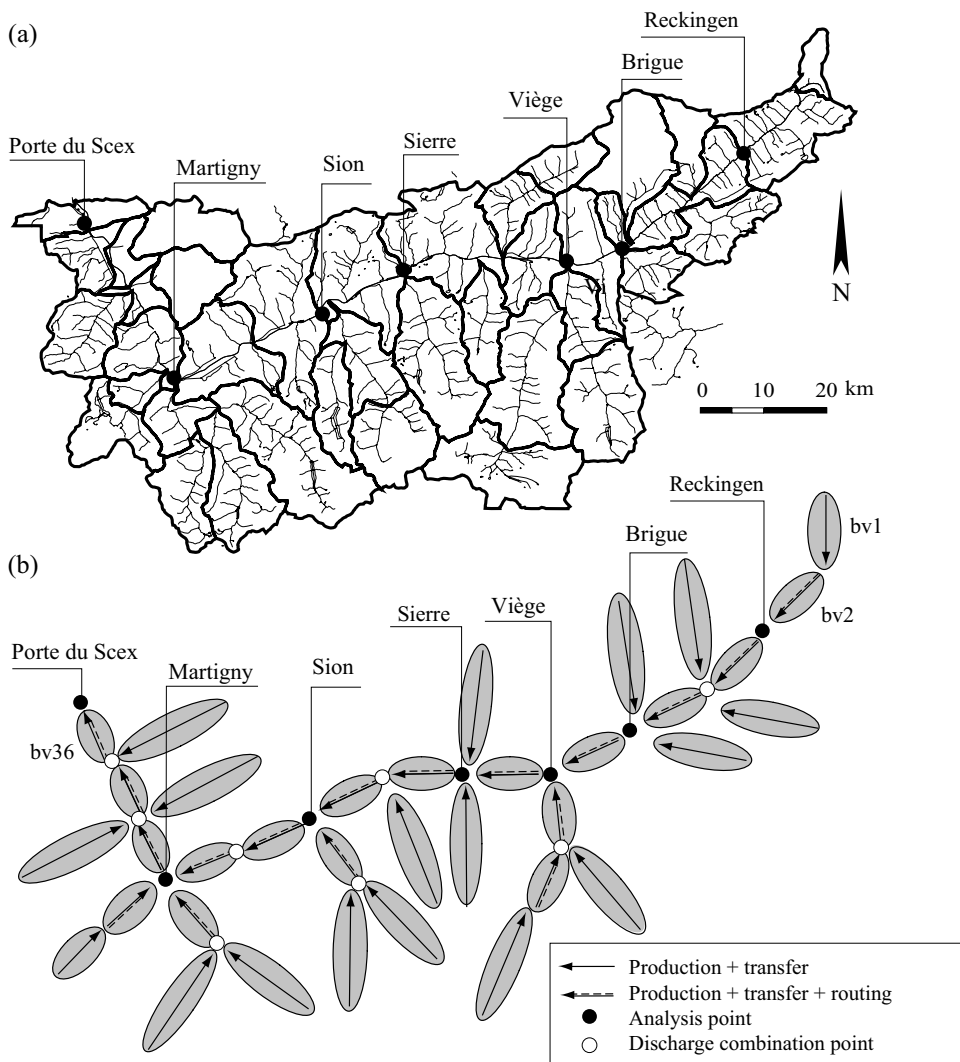 (a)
Reckingen
Brigue
Viège
Sierre
Sion
Martigny
Porte du Scex
N
0 10 20 km
(b)
Reckingen
bv1
Brigue
bv2
Viège
Sierre
Sion
Martigny
Porte du Scex
bv36
Production + transfer
Production + transfer + routing
Analysis point
Discharge combination point